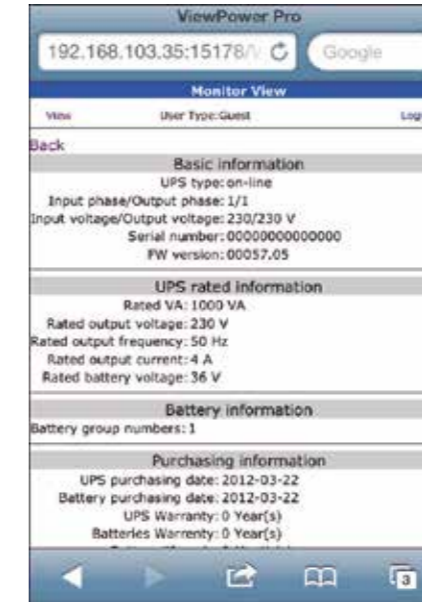 ViewPower Pro
192.168.103.35:15178/ Google
Monitor View
View User Type:Guest Log
Back
Basic information
UPS type: on-line
Input phase/Output phase: 1/1
Input voltage/Output voltage: 230/230 V
Serial number: 00000000000000
FW version: 00057.05
UPS rated information
Rated VA: 1000 VA
Rated output voltage: 230 V
Rated output frequency: 50 Hz
Rated output current: 4 A
Rated battery voltage: 36 V
Battery information
Battery group numbers: 1
Purchasing information
UPS purchasing date: 2012-03-22
Battery purchasing date: 2012-03-22
UPS Warranty: 0 Year(s)
Batteries Warrenty: 0 Year(s)
3